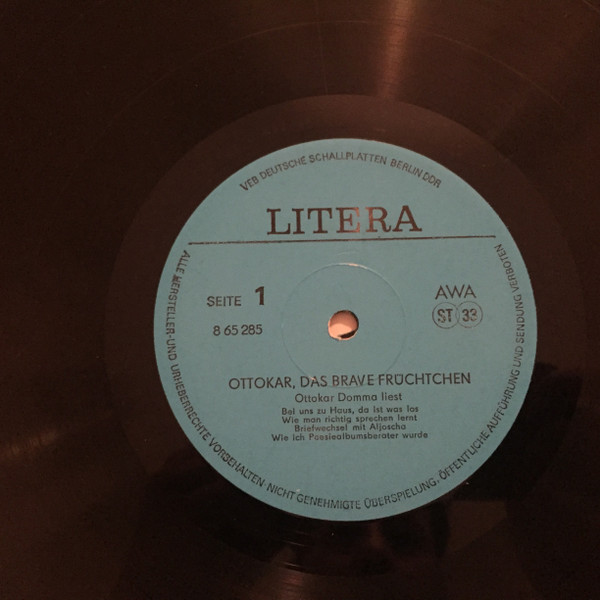 VEB DEUTSCHE SCHALLPLATTEN BERLIN DDR
LITERA
SEITE 1
8 65 285
AWA
ST 33
OTTOKAR, DAS BRAVE FRÜCHTCHEN
Ottokar Domma liest
Bei uns zu Haus, da ist was los
Wie man richtig sprechen lernt
Briefwechsel mit Aljoscha
Wie ich Poesiealbumsberater wurde
ALLE HERSTELLER-UND URHEBERRECHTE VORBEHALTEN NICHT GENEHMIGTE ÜBERSPIELUNG, ÖFFENTLICHE AUFFÜHRUNG UND SENDUNG VERBOTEN